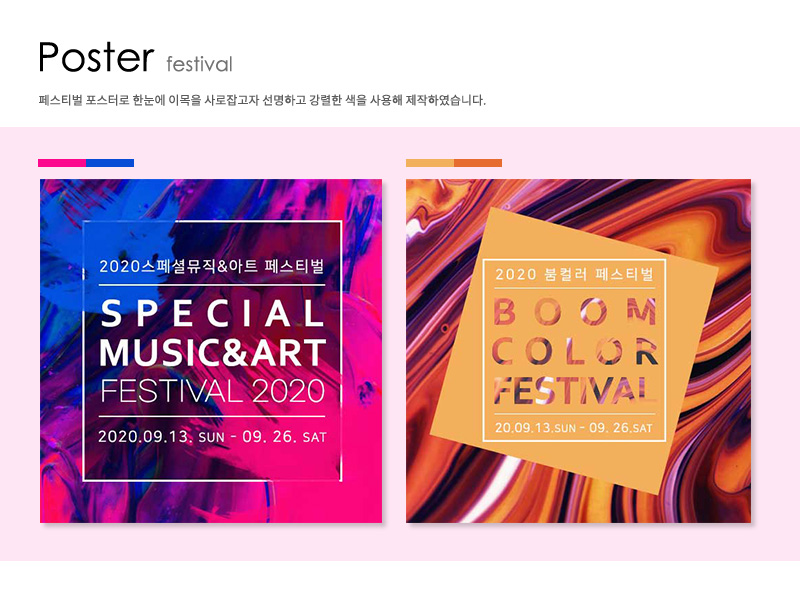 Poster festival
페스티벌 포스터로 한눈에 이목을 사로잡고자 선명하고 강렬한 색을 사용해 제작하였습니다.
2020스페셜뮤직&아트 페스티벌
SPECIAL
MUSIC&ART
FESTIVAL 2020
2020.09.13. SUN - 09. 26. SAT
2020 붐컬러 페스티벌
BOOM
COLOR
FESTIVAL
20.09.13.SUN - 09. 26.SAT